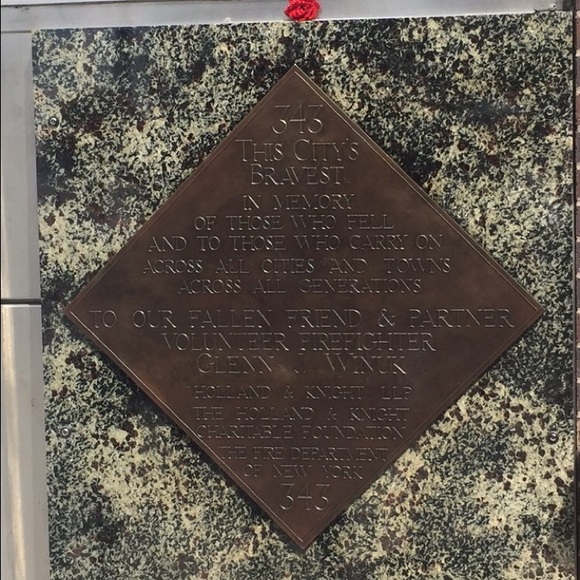 343
THIS CITY'S
BRAVEST
IN MEMORY
OF THOSE WHO FELL
AND TO THOSE WHO CARRY ON
ACROSS ALL CITIES AND TOWNS
ACROSS ALL GENERATIONS
TO OUR FALLEN FRIEND & PARTNER
VOLUNTEER FIREFIGHTER
GLENN J WINUK
HOLLAND & KNIGHT LLP
THE HOLLAND & KNIGHT
CHARITABLE FOUNDATION
THE FIRE DEPARTMENT
OF NEW YORK
343